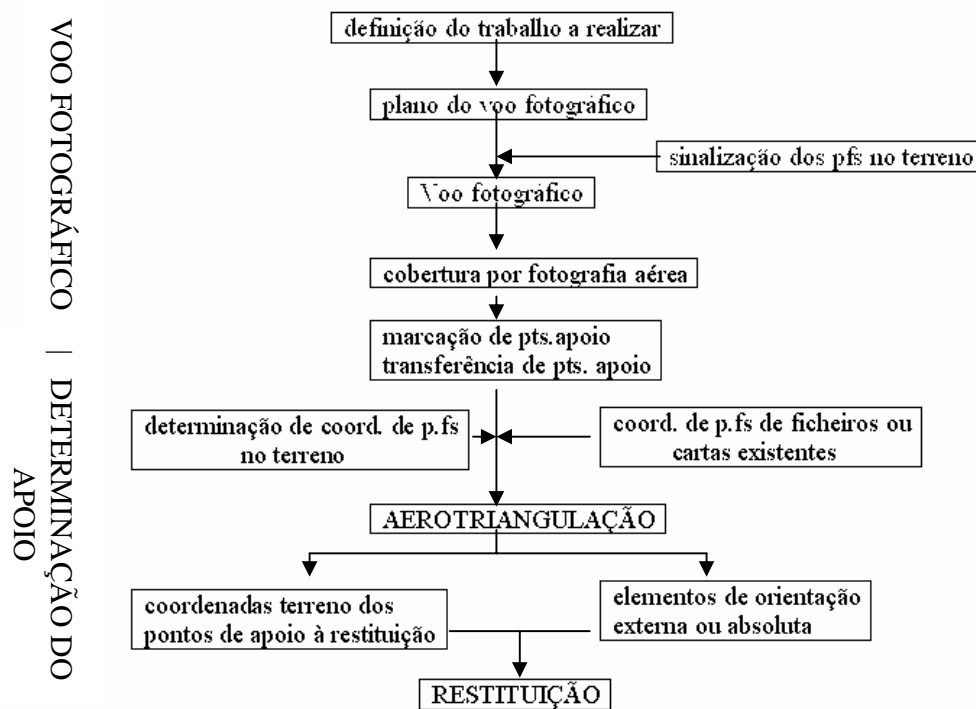 VOO FOTOGRÁFICO | DETERMINAÇÃO DO
APOIO
definição do trabalho a realizar
plano do voo fotográfico
sinalização dos pfs no terreno
Voo fotográfico
cobertura por fotografia aérea
marcação de pts.apoio
transferência de pts. apoio
determinação de coord. de p.fs
no terreno
coord. de p.fs de ficheiros ou
cartas existentes
AEROTRIANGULAÇÃO
coordenadas terreno dos
pontos de apoio à restituição
elementos de orientação
externa ou absoluta
RESTITUIÇÃO